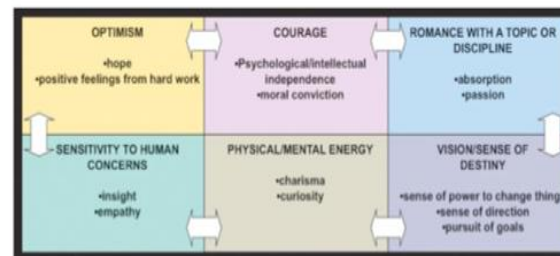 OPTIMISM
•hope
•positive feelings from hard work
COURAGE
•Psychological/intellectual
independence
•moral conviction
ROMANCE WITH A TOPIC OR
DISCIPLINE
•absorption
•passion
SENSITIVITY TO HUMAN
CONCERNS
•insight
•empathy
PHYSICAL/MENTAL ENERGY
•charisma
•curiosity
VISION/SENSE OF
DESTINY
•sense of power to change thing
•sense of direction
•pursuit of goals